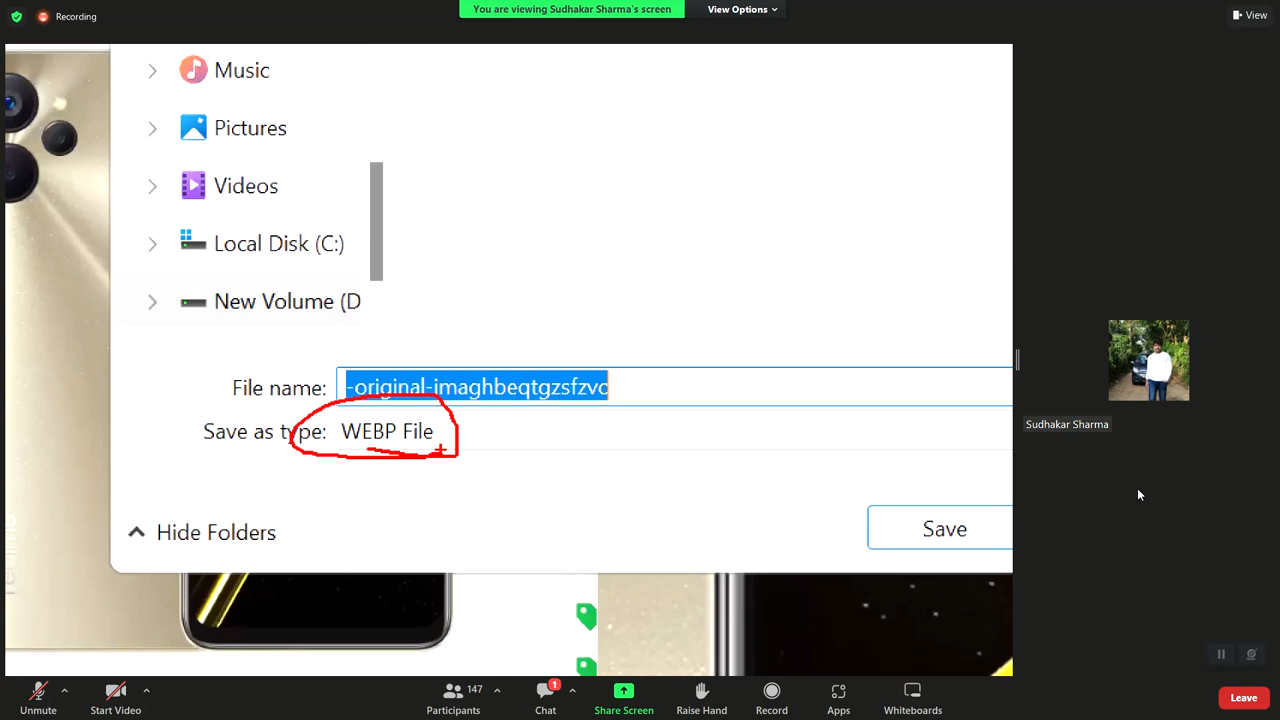 Recording
You are viewing Sudhakar Sharma's screen
View Options
View
Music
Pictures
Videos
Local Disk (C:)
New Volume (D
File name: -original-imaghbeqtgzsfzvc
Save as type: WEBP File
Hide Folders
Save
realme
Sudhakar Sharma
Unmute
Start Video
147
Participants
1
Chat
Share Screen
Raise Hand
Record
Apps
Whiteboards
Leave